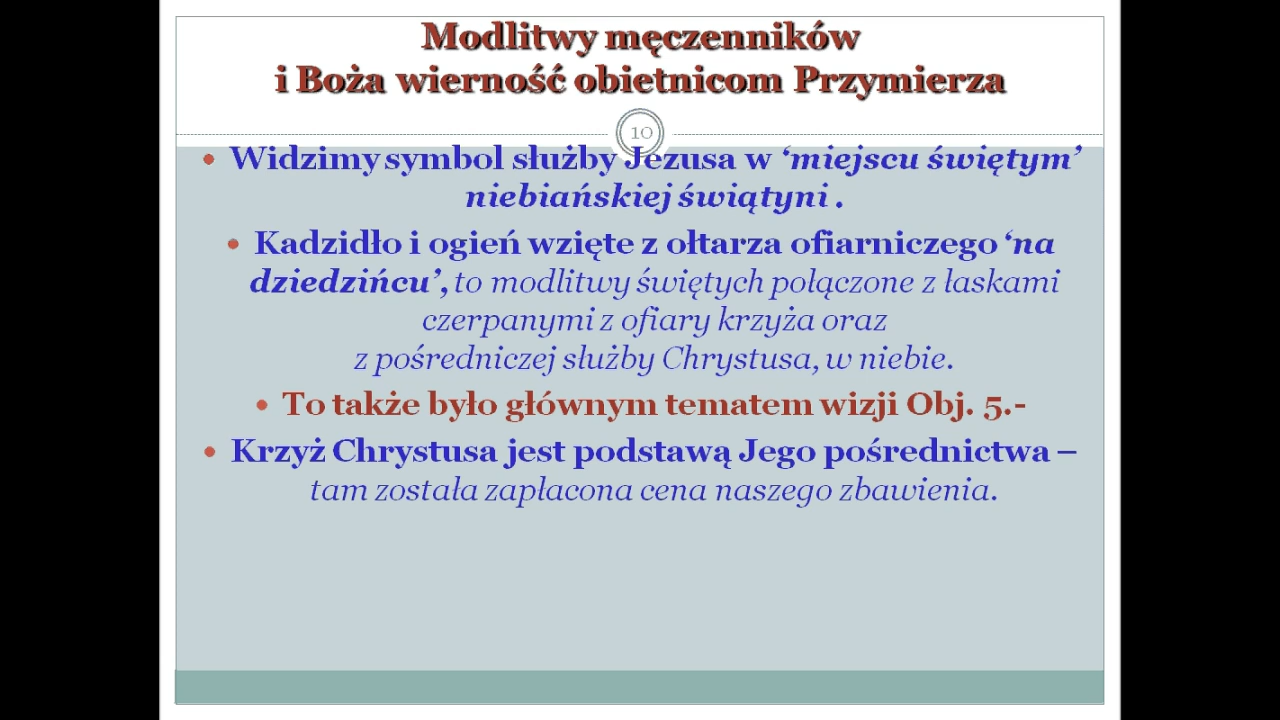 Modlitwy męczenników
i Boża wierność obietnicom Przymierza
10
• Widzimy symbol służby Jezusa w ‘miejscu świętym’
niebiańskiej świątyni .
• Kadzidło i ogień wzięte z ołtarza ofiarniczego ‘na
dziedzińcu’, to modlitwy świętych połączone z łaskami
czerpanymi z ofiary krzyża oraz
z pośredniczej służby Chrystusa, w niebie.
• To także było głównym tematem wizji Obj. 5.-
• Krzyż Chrystusa jest podstawą Jego pośrednictwa –
tam została zapłacona cena naszego zbawienia.